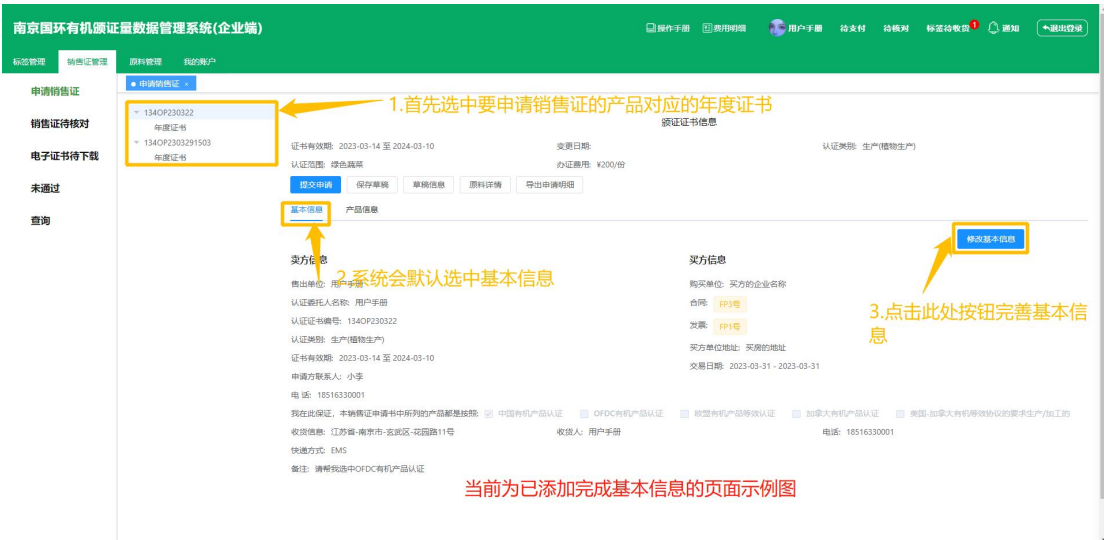 南京国环有机颁证量数据管理系统(企业端)
操作手册 费用明细 用户手册 待支付 待核对 标签待收货 1 通知 退出登录
标签管理 销售证管理 原料管理 我的账户
申请销售证
销售证待核对
电子证书待下载
未通过
查询
申请销售证 ×
134OP230322
年度证书
134OP2303291503
年度证书
1.首先选中要申请销售证的产品对应的年度证书
颁证证书信息
证书有效期: 2023-03-14 至 2024-03-10 变更日期: 认证类别: 生产(植物生产)
认证范围: 绿色蔬菜 办证费用: ¥200/份
提交申请 保存草稿 草稿信息 原料详情 导出申请明细
基本信息 产品信息
修改基本信息
2.系统会默认选中基本信息
3.点击此处按钮完善基本信
息
卖方信息
售出单位: 用户手册
认证委托人名称: 用户手册
认证证书编号: 134OP230322
认证类别: 生产(植物生产)
证书有效期: 2023-03-14 至 2024-03-10
申请方联系人: 小李
电 话: 18516330001
买方信息
购买单位: 买方的企业名称
合同: FP3号
发票: FP1号
买方单位地址: 买房的地址
交易日期: 2023-03-31 - 2023-03-31
我在此保证，本销售证申请书中所列的产品都是按照: 中国有机产品认证 OFDC有机产品认证 欧盟有机产品等效认证 加拿大有机产品认证 美国-加拿大有机等效协议的要求生产/加工的
收货信息: 江苏省-南京市-玄武区-花园路11号 收货人: 用户手册 电话: 18516330001
快递方式: EMS
备注: 请帮我选中OFDC有机产品认证
当前为已添加完成基本信息的页面示例图